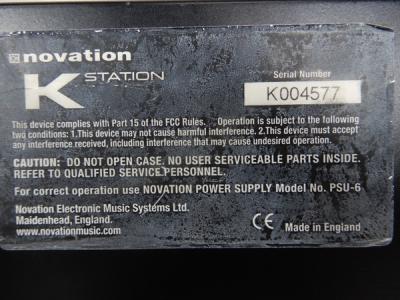 novation
K STATION
Serial Number
K004577
This device complies with Part 15 of the FCC Rules. Operation is subject to the following
two conditions: 1.This device may not cause harmful interference. 2.This device must accept
any interference received, including interference that may cause undesired operation.
CAUTION: DO NOT OPEN CASE. NO USER SERVICEABLE PARTS INSIDE.
REFER TO QUALIFIED SERVICE PERSONNEL.
For correct operation use NOVATION POWER SUPPLY Model No. PSU-6
Novation Electronic Music Systems Ltd.
Maidenhead, England.
www.novationmusic.com
CE Made in England